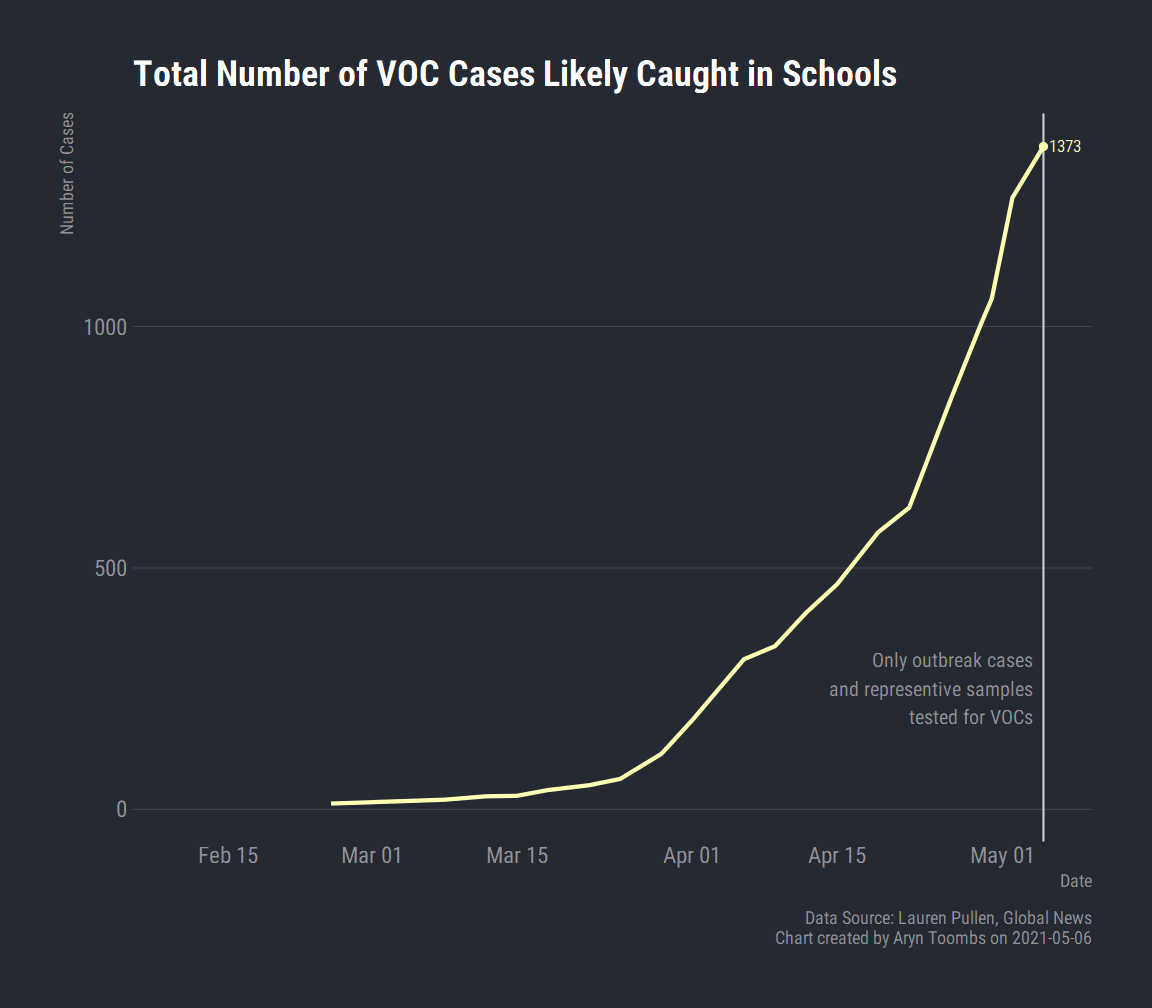 Total Number of VOC Cases Likely Caught in Schools
Number of Cases
1373
1000
500
Only outbreak cases
and representive samples
tested for VOCs
0
Feb 15 Mar 01 Mar 15 Apr 01 Apr 15 May 01
Date
Data Source: Lauren Pullen, Global News
Chart created by Aryn Toombs on 2021-05-06